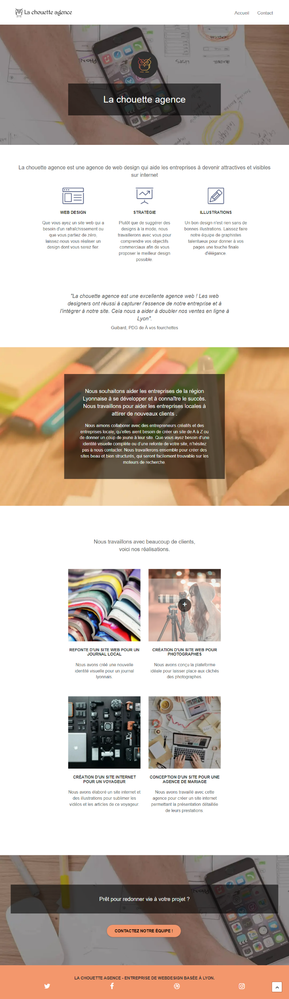 La chouette agence
Accueil
Contact
La chouette agence
La chouette agence est une agence de web design qui aide les entreprises à devenir attractives et visibles
sur internet
WEB DESIGN
Que vous ayez un site web qui a
besoin d'un rafraîchissement ou
que vous partiez de zéro,
laissez-nous vous réaliser un
design dont vous serez fier.
STRATÉGIE
Plutôt que de suggérer des
designs à la mode, nous
travaillerons avec vous pour
comprendre vos objectifs
commerciaux afin de vous
proposer le meilleur design
possible.
ILLUSTRATIONS
Un bon design n'est rien sans de
bonnes illustrations. Laissez faire
notre équipe de graphistes
talentueux pour donner à vos
pages une touche finale
d'élégance.
"La chouette agence est une excellente agence web ! Les web
designers ont réussi à capturer l'essence de notre entreprise et à
l'intégrer à notre site. Cela nous a aider à doubler nos ventes en ligne à
Lyon".
Guibard, PDG de À vos fourchettes
Nous souhaitons aider les entreprises de la région
Lyonnaise à se développer et à connaître le succès.
Nous travaillons pour aider les entreprises locales à
attirer de nouveaux clients .
Nous aimons collaborer avec des entrepreneurs créatifs et des
entreprises locale, qu'elles aient besoin de créer un site de A à Z ou
de donner un coup de jeune à leur site. Que vous ayez besoin d'une
identité visuelle complète ou d'une refonte de votre site, n'hésitez
pas à nous contacter. Nous travaillerons ensemble pour créer des
sites beau et bien structurés, qui seront facilement trouvable sur les
moteurs de recherche.
Nous travaillons avec beaucoup de clients,
voici nos réalisations.
REFONTE D'UN SITE WEB POUR UN
JOURNAL LOCAL
Nous avons créé une nouvelle
identité visuelle pour un journal
lyonnais.
CRÉATION D'UN SITE WEB POUR
PHOTOGRAPHES
Nous avons conçu la plateforme
idéale pour laisser place aux clichés
des photographes.
CRÉATION D'UN SITE INTERNET
POUR UN VOYAGEUR
Nous avons élaboré un site internet et
des illustrations pour sublimer les
vidéos et les articles de ce voyageur.
CONCEPTION D'UN SITE POUR UNE
AGENCE DE MARIAGE
Nous avons travaillé avec cette
agence pour créer un site internet
permettant la présentation détaillée
de leurs prestations.
Prêt pour redonner vie à votre projet ?
CONTACTEZ NOTRE ÉQUIPE !
LA CHOUETTE AGENCE - ENTREPRISE DE WEBDESIGN BASÉE À LYON.